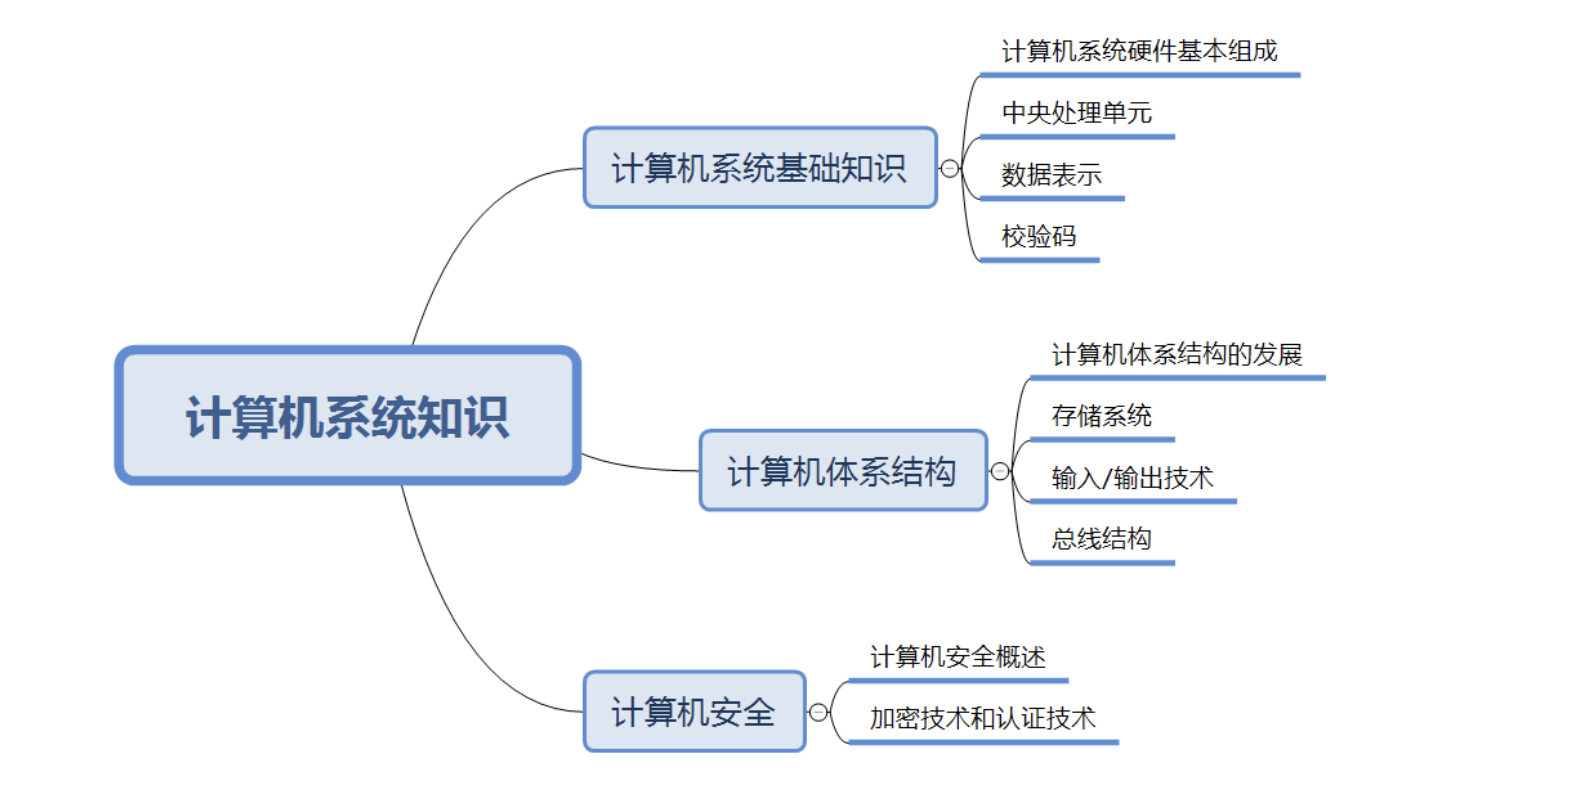 计算机系统知识
计算机系统基础知识
计算机系统硬件基本组成
中央处理单元
数据表示
校验码
计算机体系结构
计算机体系结构的发展
存储系统
输入/输出技术
总线结构
计算机安全
计算机安全概述
加密技术和认证技术